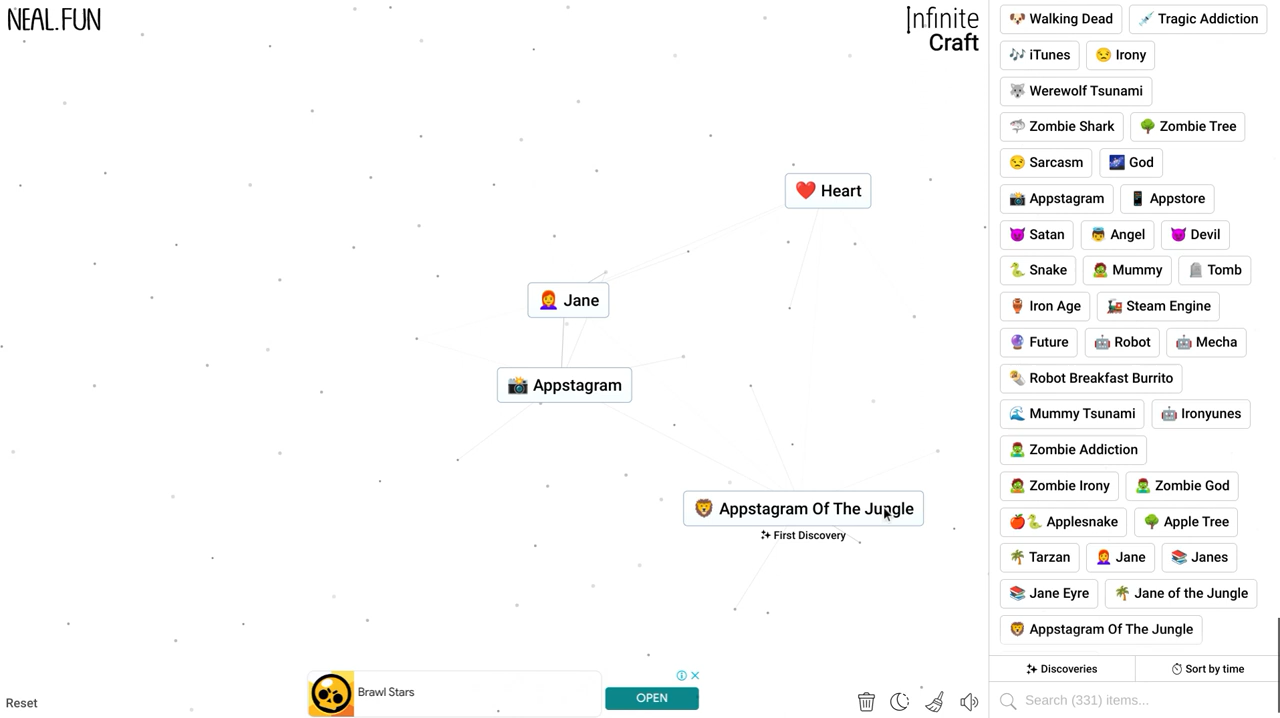 NEAL.FUN
Infinite
Craft
Heart
Jane
Appstagram
Appstagram Of The Jungle
First Discovery
Brawl Stars
OPEN
Reset
Walking Dead Tragic Addiction
iTunes Irony
Werewolf Tsunami
Zombie Shark Zombie Tree
Sarcasm God
Appstagram Appstore
Satan Angel Devil
Snake Mummy Tomb
Iron Age Steam Engine
Future Robot Mecha
Robot Breakfast Burrito
Mummy Tsunami Ironyunes
Zombie Addiction
Zombie Irony Zombie God
Applesnake Apple Tree
Tarzan Jane Janes
Jane Eyre Jane of the Jungle
Appstagram Of The Jungle
Discoveries Sort by time
Search (331) items...